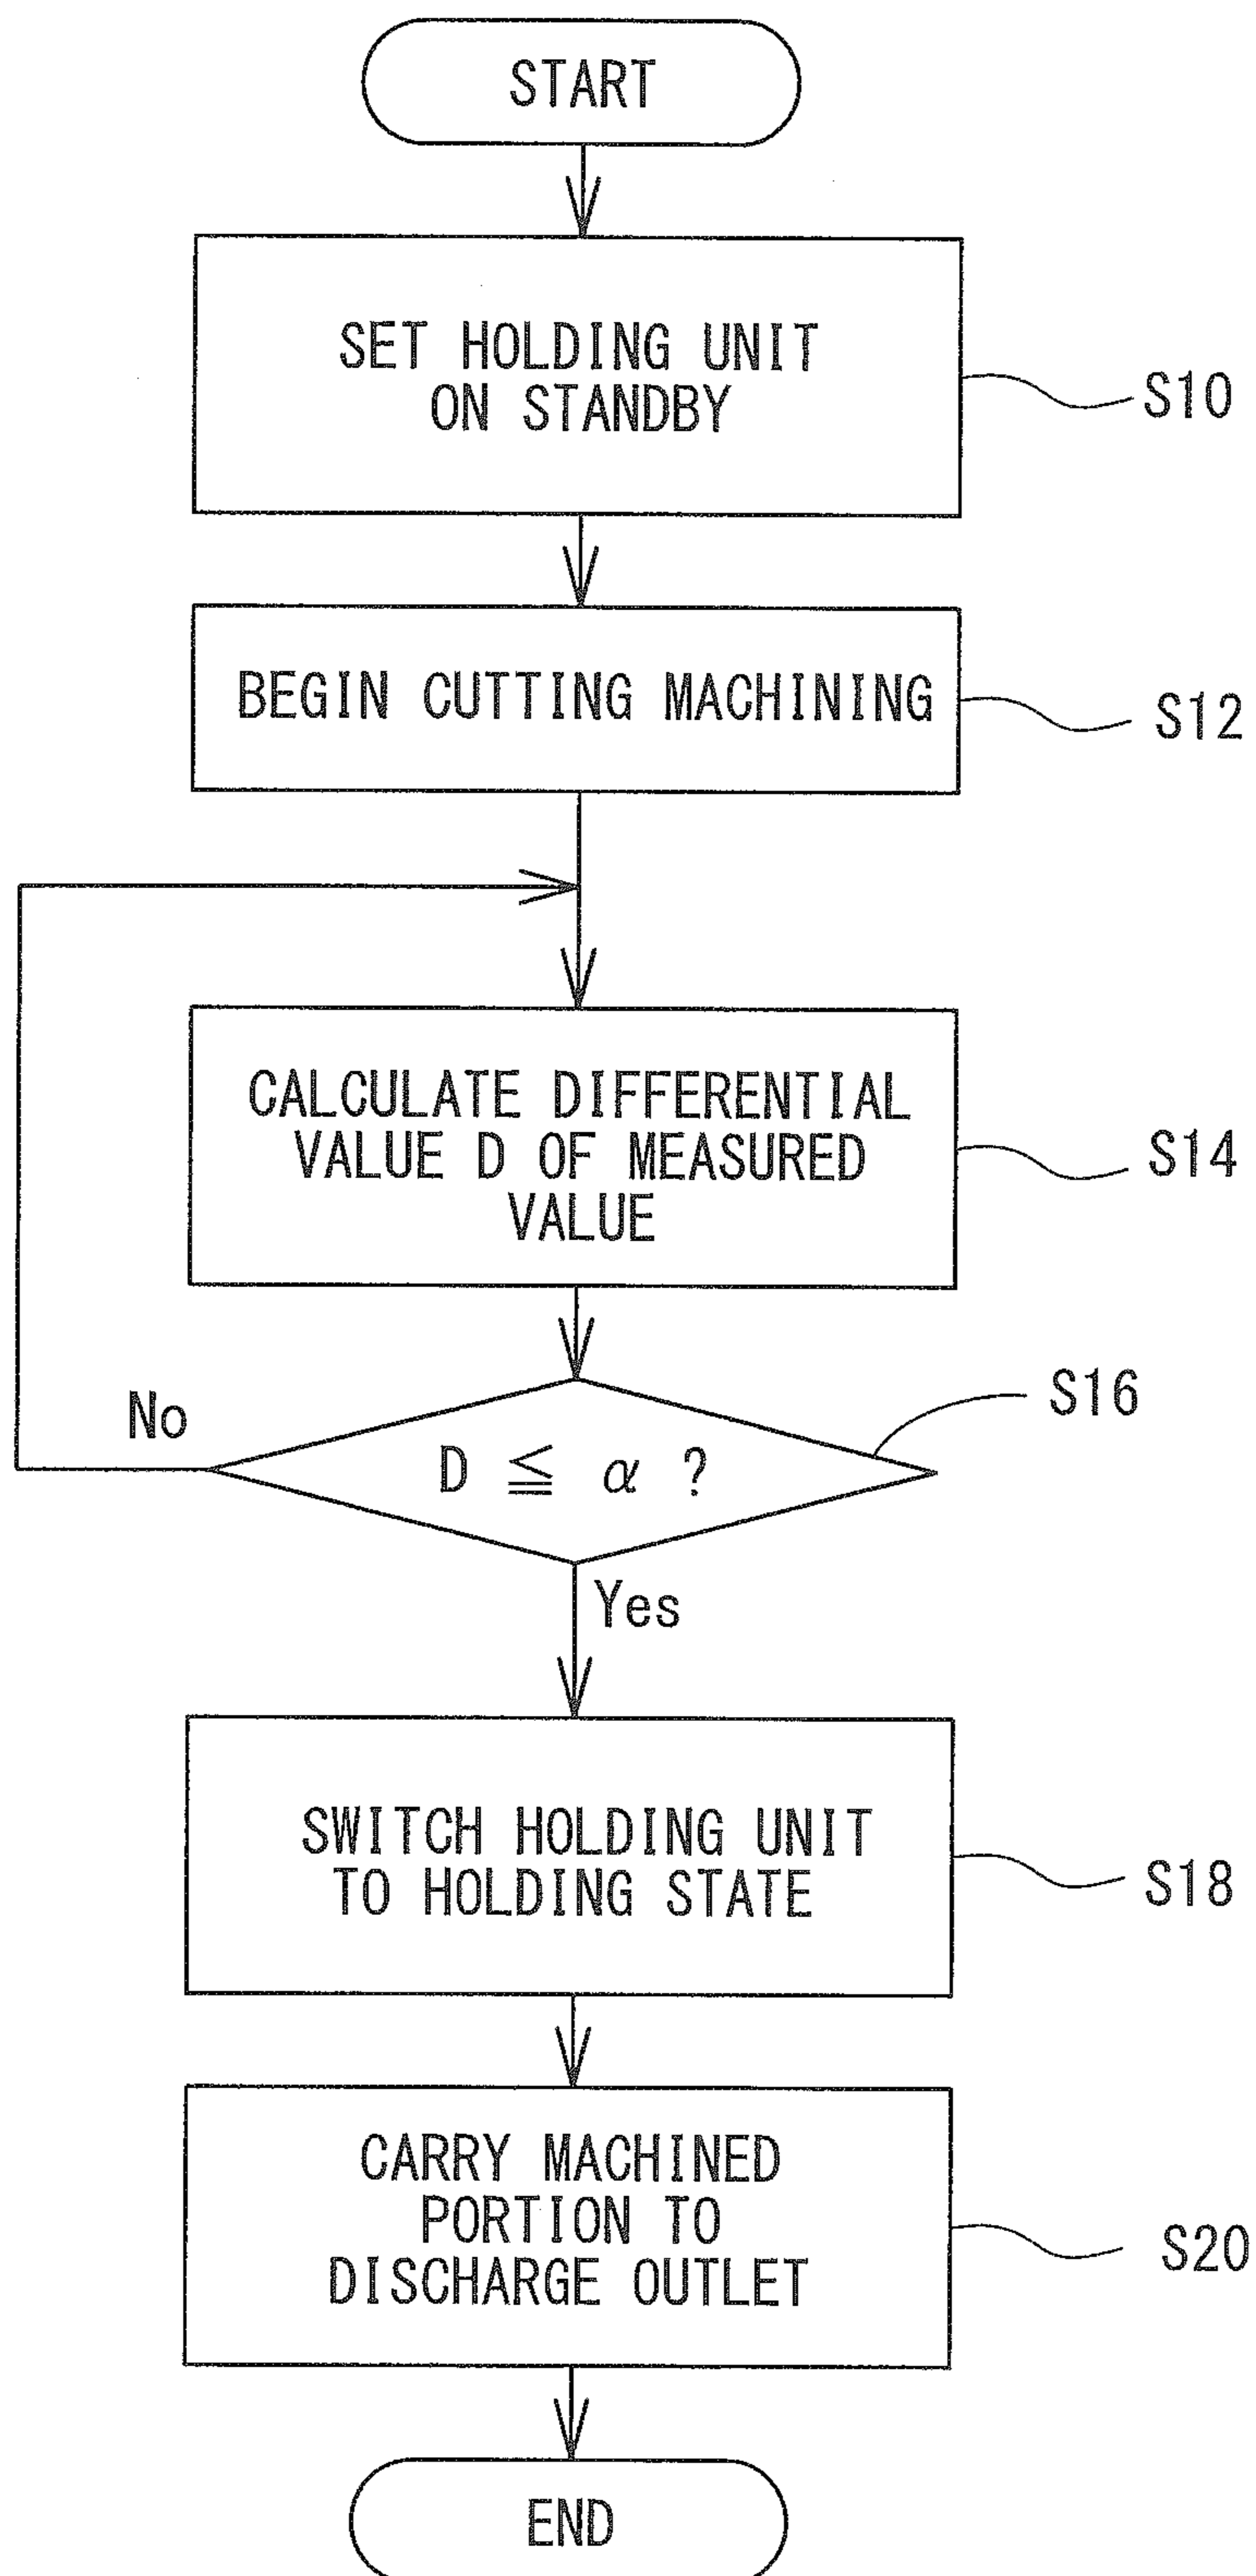 START
SET HOLDING UNIT
ON STANDBY
S10
BEGIN CUTTING MACHINING
S12
CALCULATE DIFFERENTIAL
VALUE D OF MEASURED
VALUE
S14
No
D ≦ α ?
S16
Yes
SWITCH HOLDING UNIT
TO HOLDING STATE
S18
CARRY MACHINED
PORTION TO
DISCHARGE OUTLET
S20
END